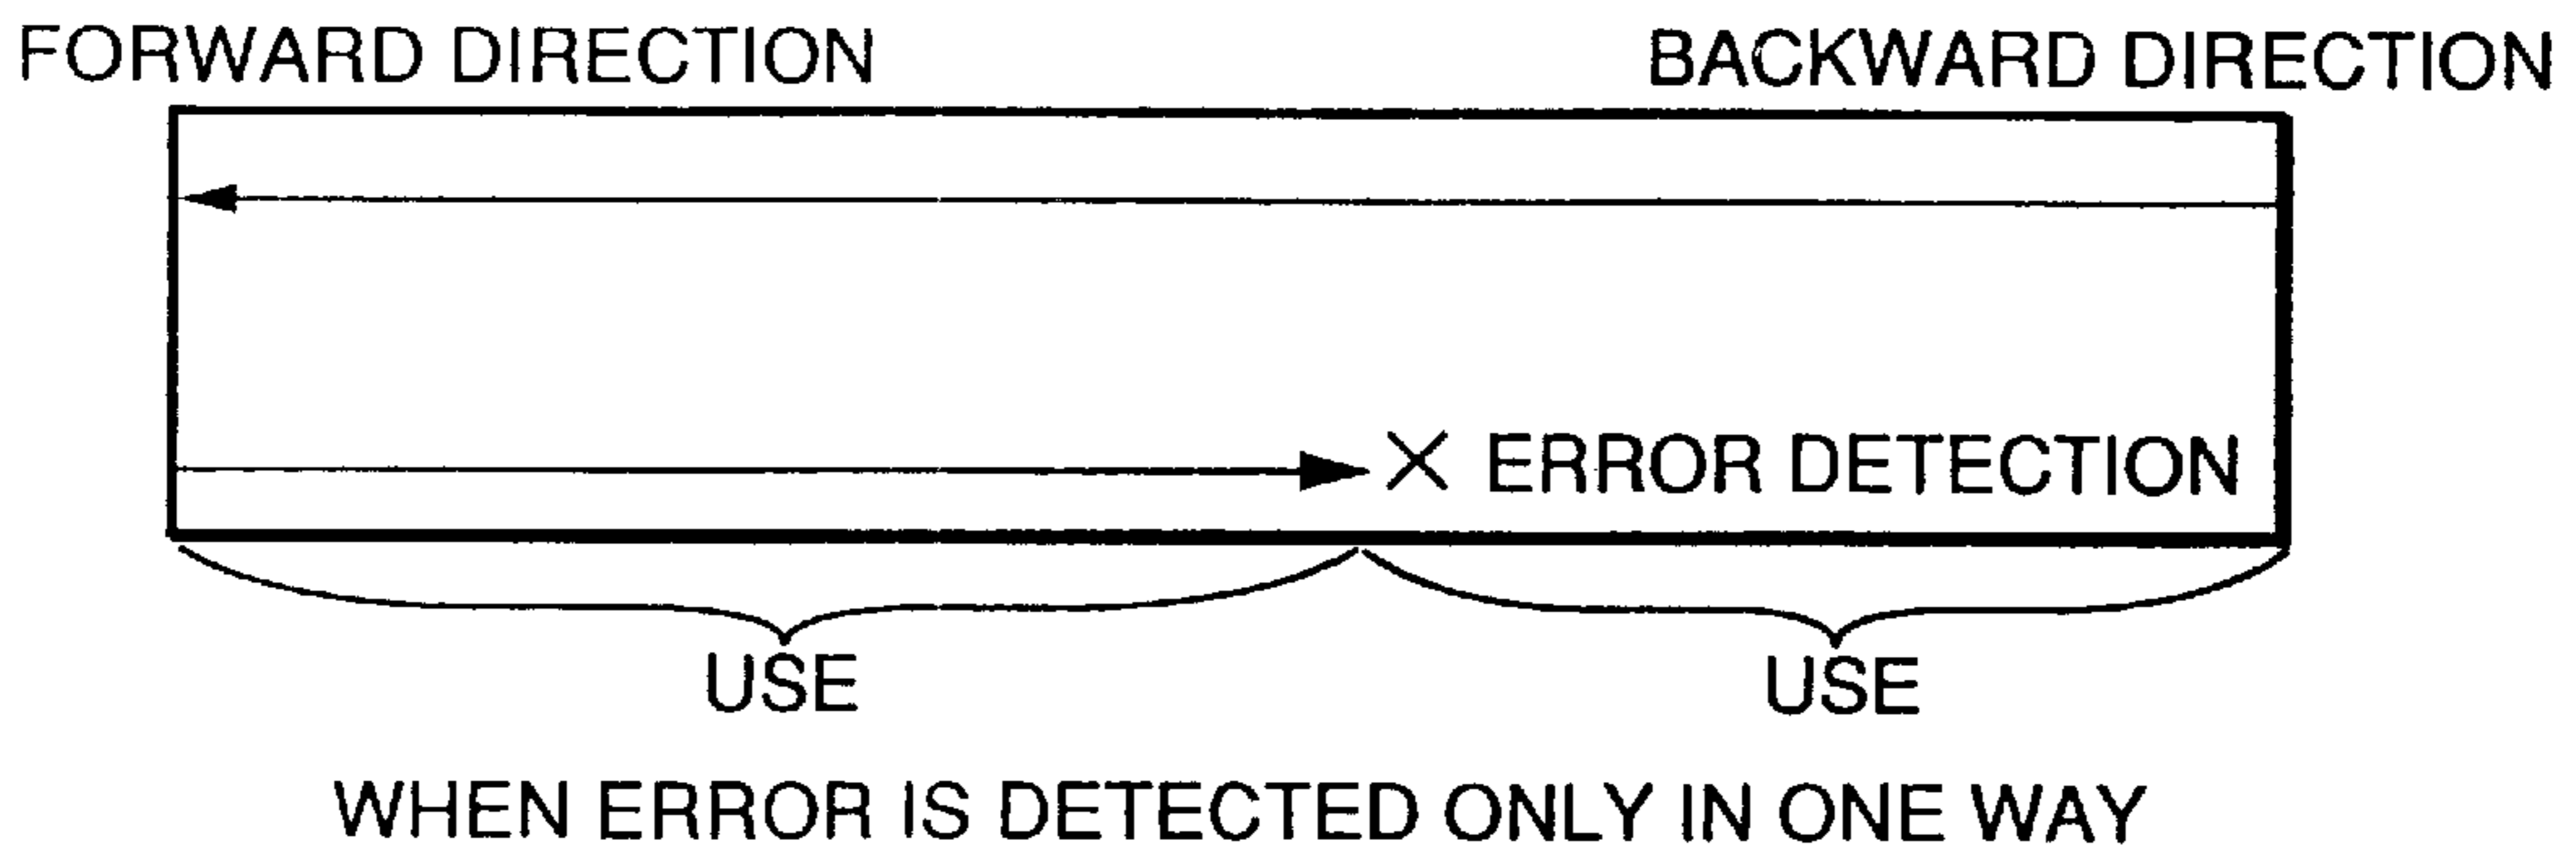 FORWARD DIRECTION
BACKWARD DIRECTION
ERROR DETECTION
USE
USE
WHEN ERROR IS DETECTED ONLY IN ONE WAY